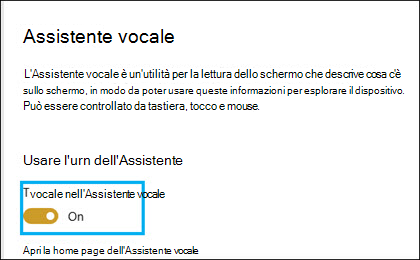 Assistente vocale
L'Assistente vocale è un'utilità per la lettura dello schermo che descrive cosa c'è
sullo schermo, in modo da poter usare queste informazioni per esplorare il dispositivo.
Può essere controllato da tastiera, tocco e mouse.
Usare l'urn dell'Assistente
Tvocale nell'Assistente vocale
On
Apri la home page dell'Assistente vocale